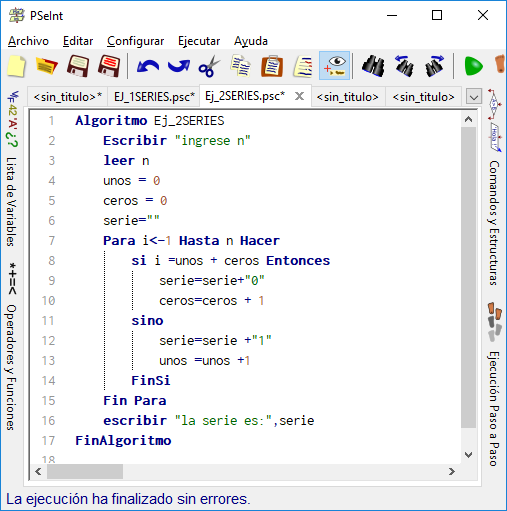 PSeInt
Archivo Editar Configurar Ejecutar Ayuda
<sin_titulo>* EJ_1SERIES.psc* Ej_2SERIES.psc* <sin_titulo> <sin_titulo>
Lista de Variables
*+=< Operadores y Funciones
1 Algoritmo Ej_2SERIES
2 Escribir "ingrese n"
3 leer n
4 unos = 0
5 ceros = 0
6 serie=""
7 Para i<-1 Hasta n Hacer
8 si i =unos + ceros Entonces
9 serie=serie+"0"
10 ceros=ceros + 1
11 sino
12 serie=serie +"1"
13 unos =unos +1
14 FinSi
15 Fin Para
16 escribir "la serie es:",serie
17 FinAlgoritmo
18
Comandos y Estructuras
Ejecución Paso a Paso
La ejecución ha finalizado sin errores.